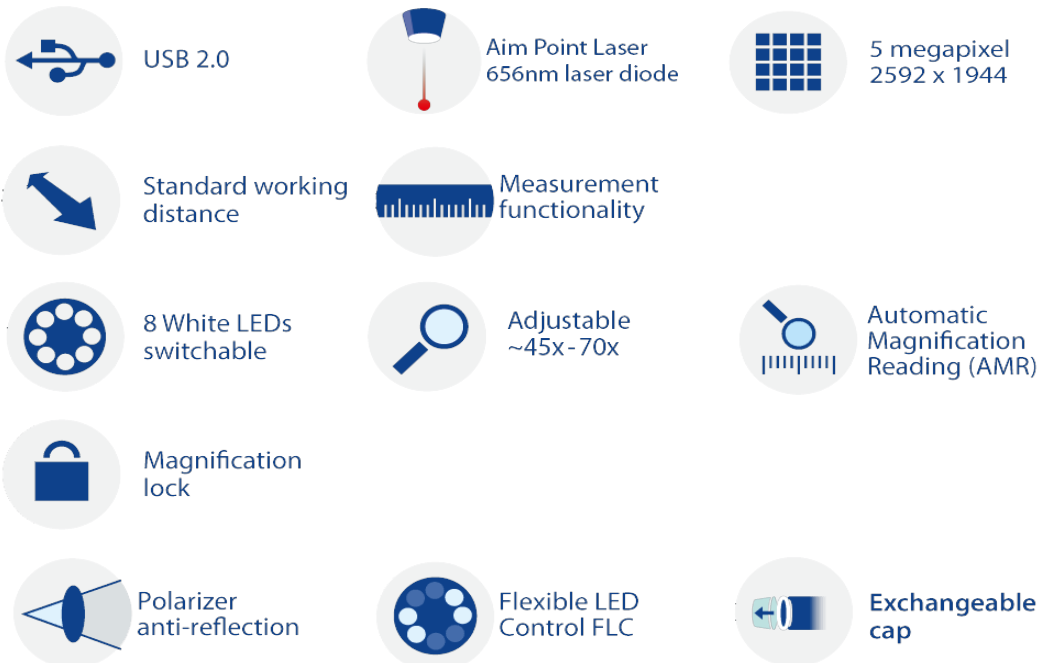 USB 2.0
Aim Point Laser
656nm laser diode
5 megapixel
2592 x 1944
Standard working
distance
Measurement
functionality
8 White LEDs
switchable
Adjustable
~45x-70x
Automatic
Magnification
Reading (AMR)
Magnification
lock
Polarizer
anti-reflection
Flexible LED
Control FLC
Exchangeable
cap